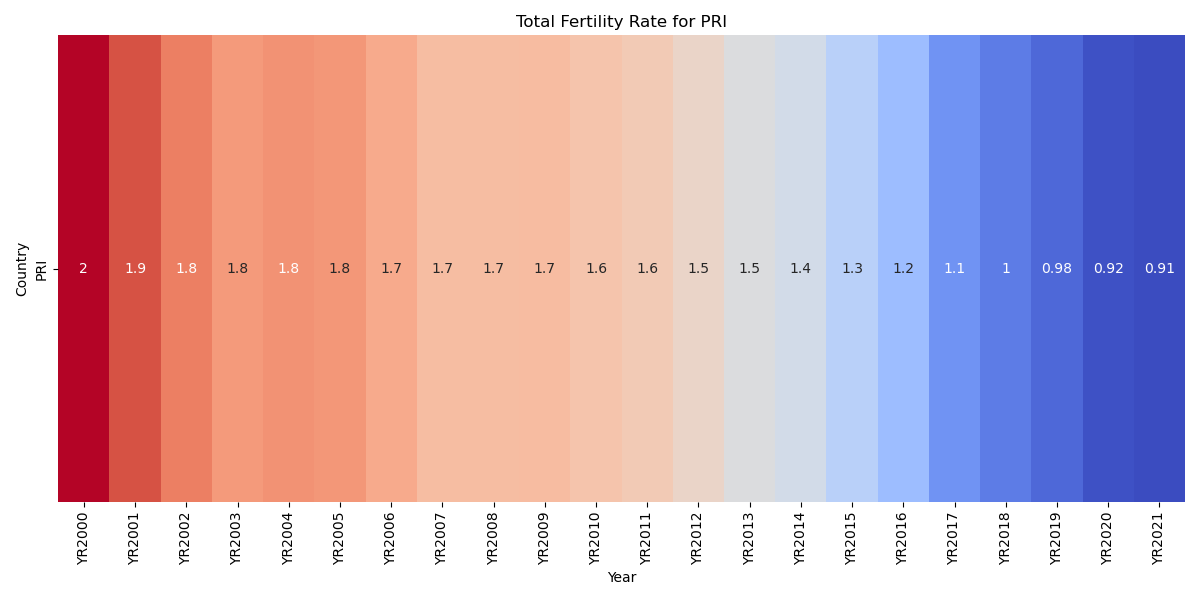 Total Fertility Rate for PRI
Country
PRI
2 1.9 1.8 1.8 1.8 1.8 1.7 1.7 1.7 1.7 1.6 1.6 1.5 1.5 1.4 1.3 1.2 1.1 1 0.98 0.92 0.91
YR2000 YR2001 YR2002 YR2003 YR2004 YR2005 YR2006 YR2007 YR2008 YR2009 YR2010 YR2011 YR2012 YR2013 YR2014 YR2015 YR2016 YR2017 YR2018 YR2019 YR2020 YR2021
Year